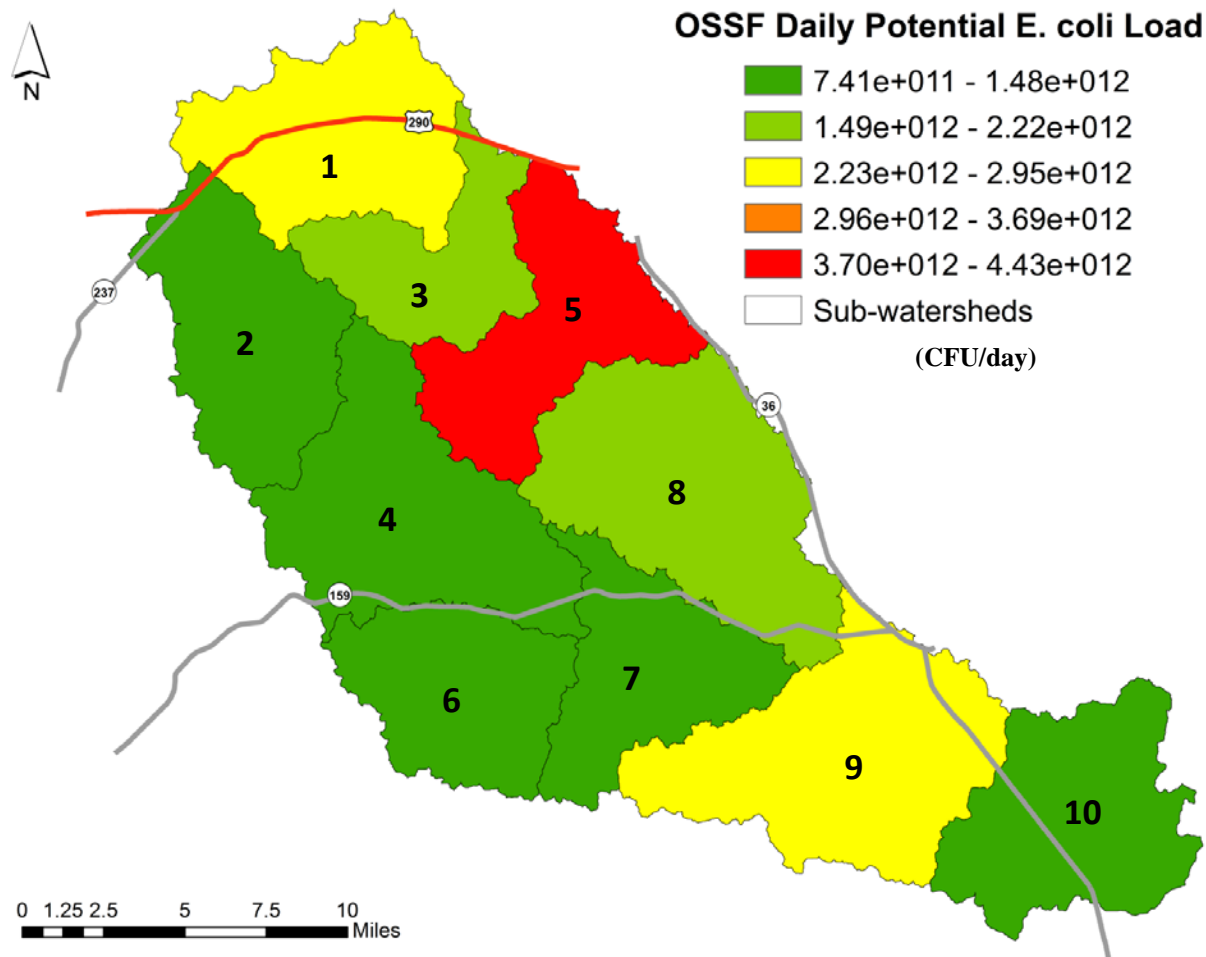 OSSF Daily Potential E. coli Load
7.41e+011 - 1.48e+012
1.49e+012 - 2.22e+012
2.23e+012 - 2.95e+012
2.96e+012 - 3.69e+012
3.70e+012 - 4.43e+012
Sub-watersheds
(CFU/day)
N
290
1
237
3
5
2
36
8
4
159
7
6
9
10
0 1.25 2.5 5 7.5 10
Miles